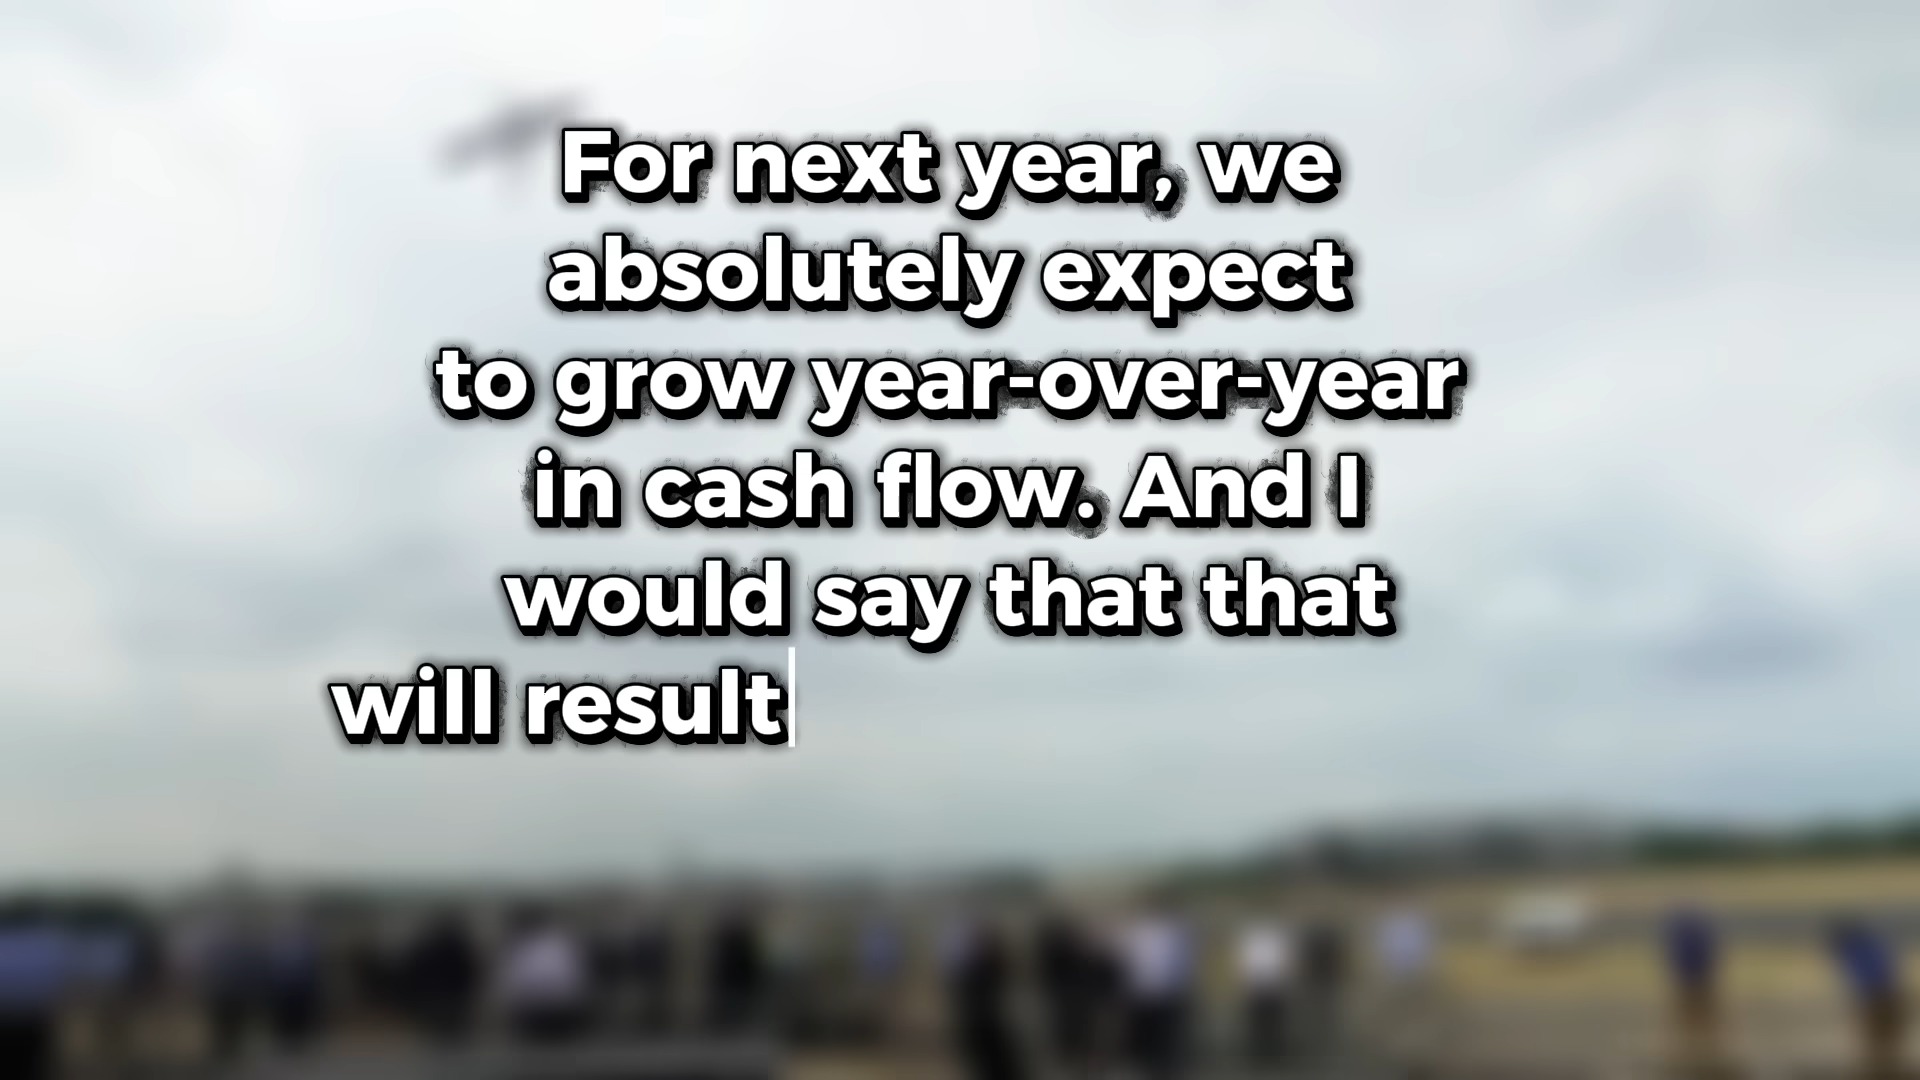 For next year, we
absolutely expect
to grow year-over-year
in cash flow. And I
would say that that
will result